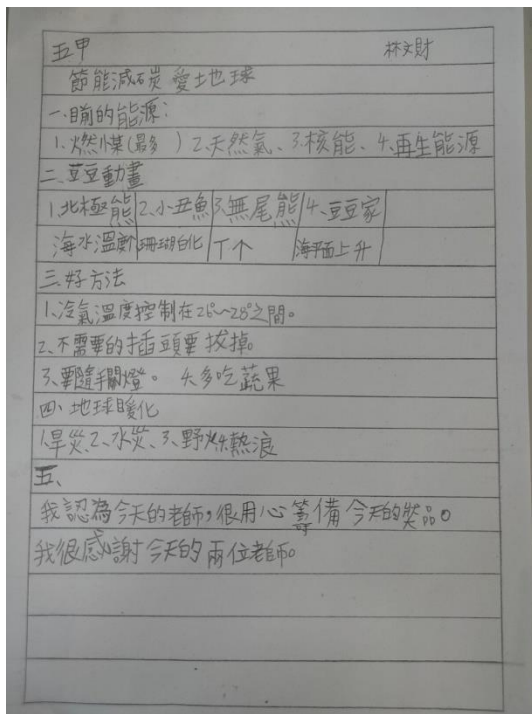 五甲 林文財
節能減碳 愛地球
一、目前的能源:
1.燃煤(最多 ) 2.天然氣、3.核能、4.再生能源
二、豆豆動畫
1.北極熊 2.小丑魚 3.無尾熊 4.豆豆家
海水溫 珊瑚白化 T个 海平面上升
三、好方法
1.冷氣溫度控制在26°~28°之間。
2.不需要的插頭要拔掉。
3.要隨手關燈。 4.多吃蔬果
四、地球暖化
1.旱災、2、水災、3、野火、4.熱浪
五、
我認為今天的老師,很用心籌備今天的獎品。
我很感謝今天的兩位老師。